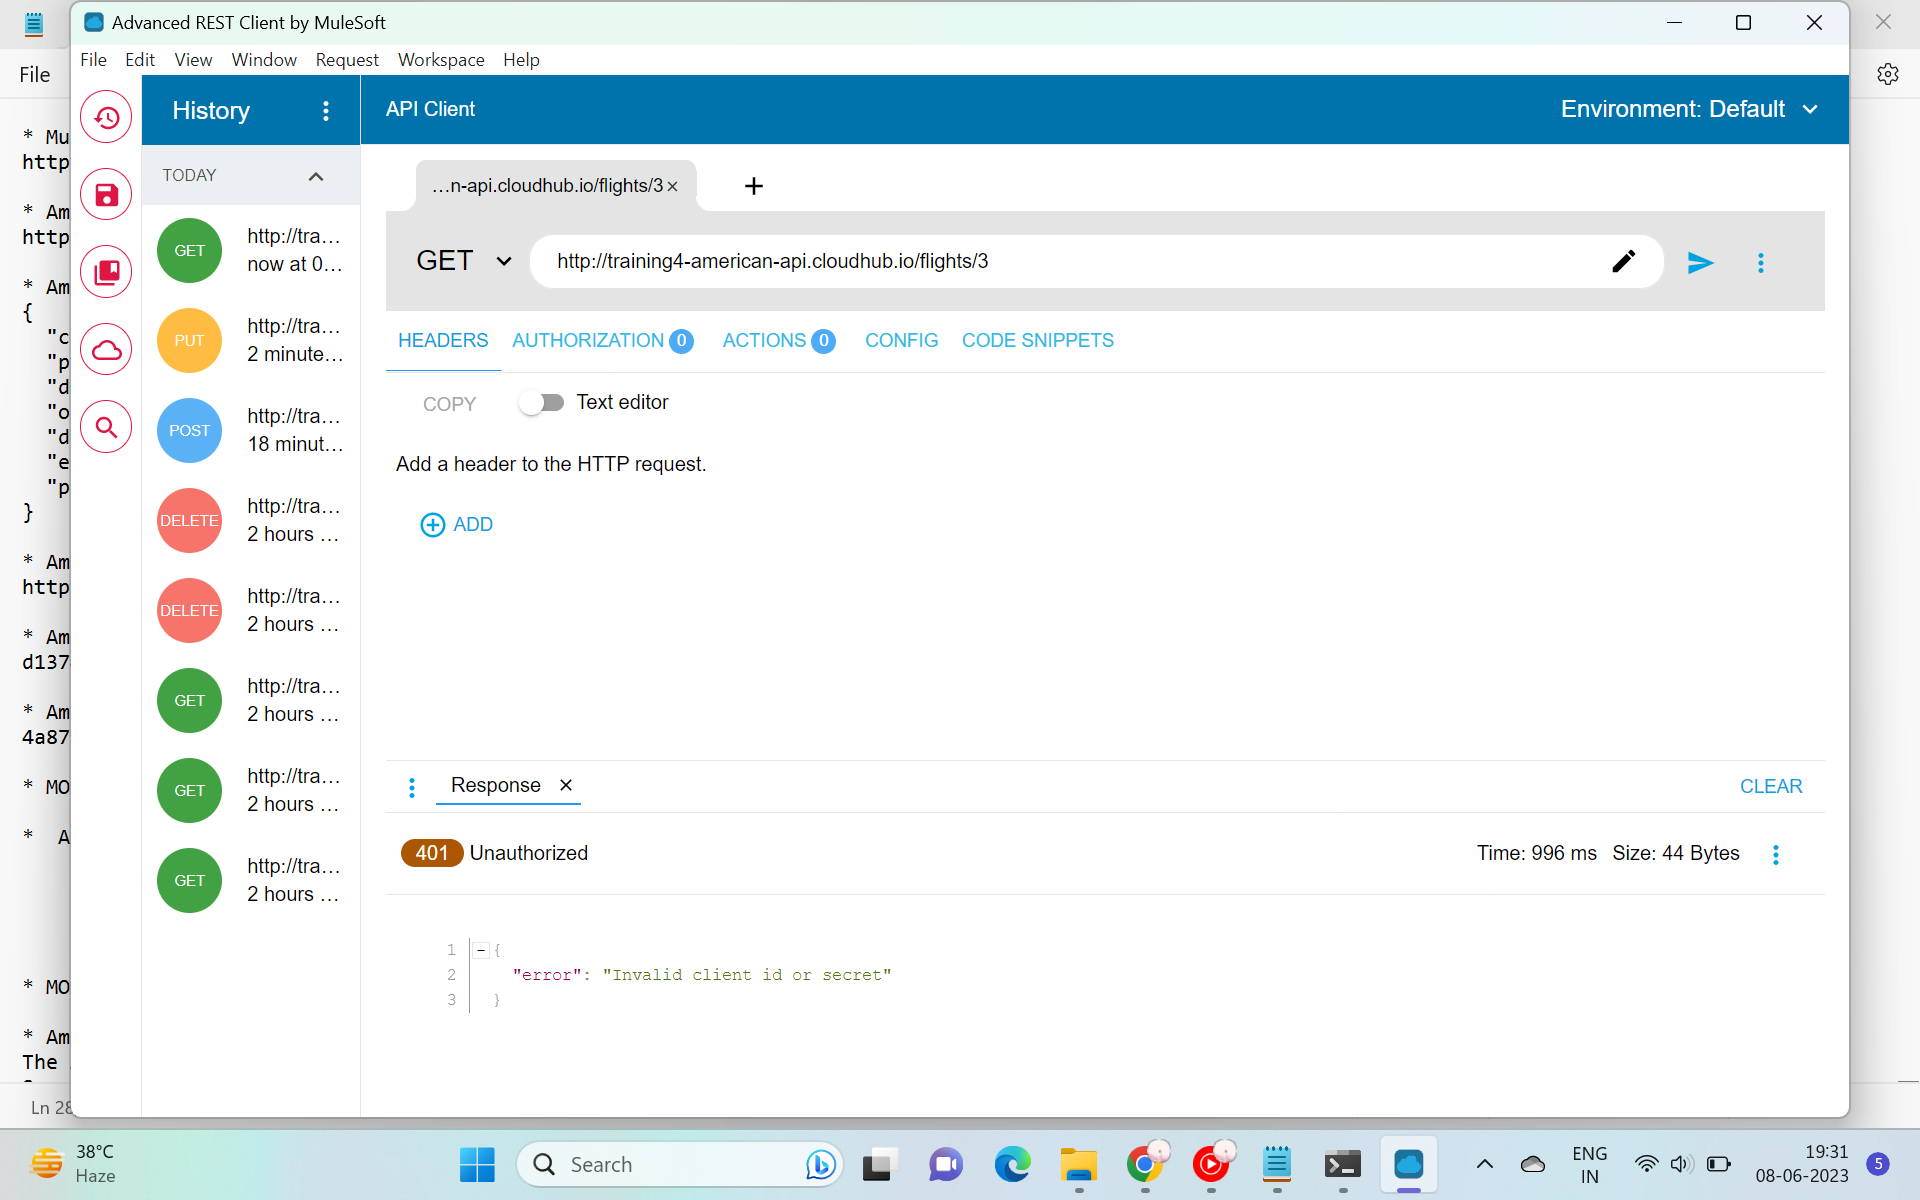 Advanced REST Client by MuleSoft
File Edit View Window Request Workspace Help
File
* Mu
http
* Am
http
* Am
{
"c
"p
"d
"o
"d
"e
"p
}
* Am
http
* Am
d137
* Am
4a87
* MO
* A
* MO
* Am
The
Ln 28
History
TODAY
GET http://tra...
now at 0...
PUT http://tra...
2 minute...
POST http://tra...
18 minut...
DELETE http://tra...
2 hours ...
DELETE http://tra...
2 hours ...
GET http://tra...
2 hours ...
GET http://tra...
2 hours ...
GET http://tra...
2 hours ...
API Client
Environment: Default
...n-api.cloudhub.io/flights/3 × +
GET http://training4-american-api.cloudhub.io/flights/3
HEADERS AUTHORIZATION 0 ACTIONS 0 CONFIG CODE SNIPPETS
COPY Text editor
Add a header to the HTTP request.
ADD
Response × CLEAR
401 Unauthorized Time: 996 ms Size: 44 Bytes
1 {
2 "error": "Invalid client id or secret"
3 }
38°C
Haze
Search
ENG
IN
19:31
08-06-2023
5